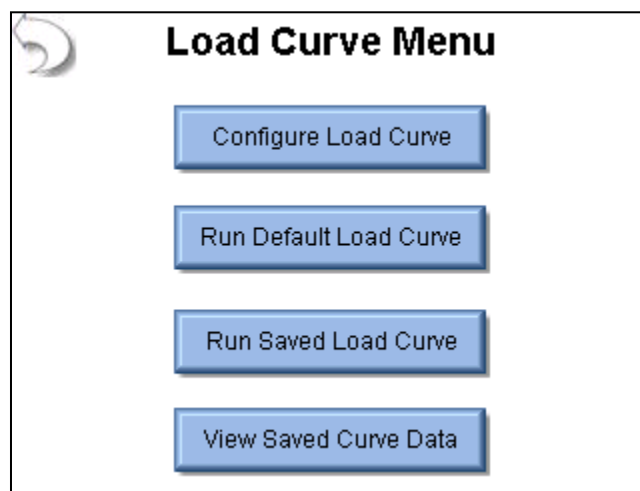 Load Curve Menu
Configure Load Curve
Run Default Load Curve
Run Saved Load Curve
View Saved Curve Data